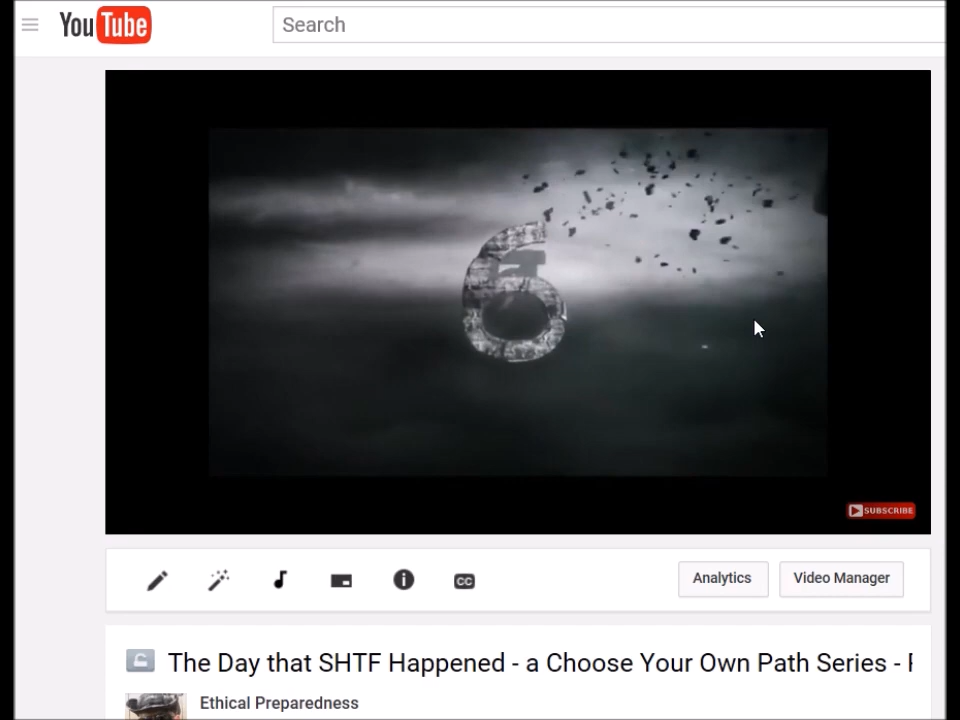 YouTube
Search
6
SUBSCRIBE
CC
Analytics
Video Manager
The Day that SHTF Happened - a Choose Your Own Path Series -
Ethical Preparedness